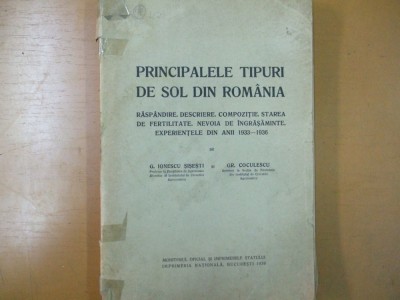 PRINCIPALELE TIPURI
DE SOL DIN ROMÂNIA
RĂSPÂNDIRE, DESCRIERE, COMPOZIȚIE, STAREA
DE FERTILITATE, NEVOIA DE ÎNGRĂȘĂMINTE,
EXPERIENȚELE DIN ANII 1933—1936
DE
G. IONESCU ȘIȘEȘTI
GR. COCULESCU
MONITORUL OFICIAL ȘI IMPRIMERIILE STATULUI
IMPRIMERIA NAȚIONALĂ, BUCUREȘTI